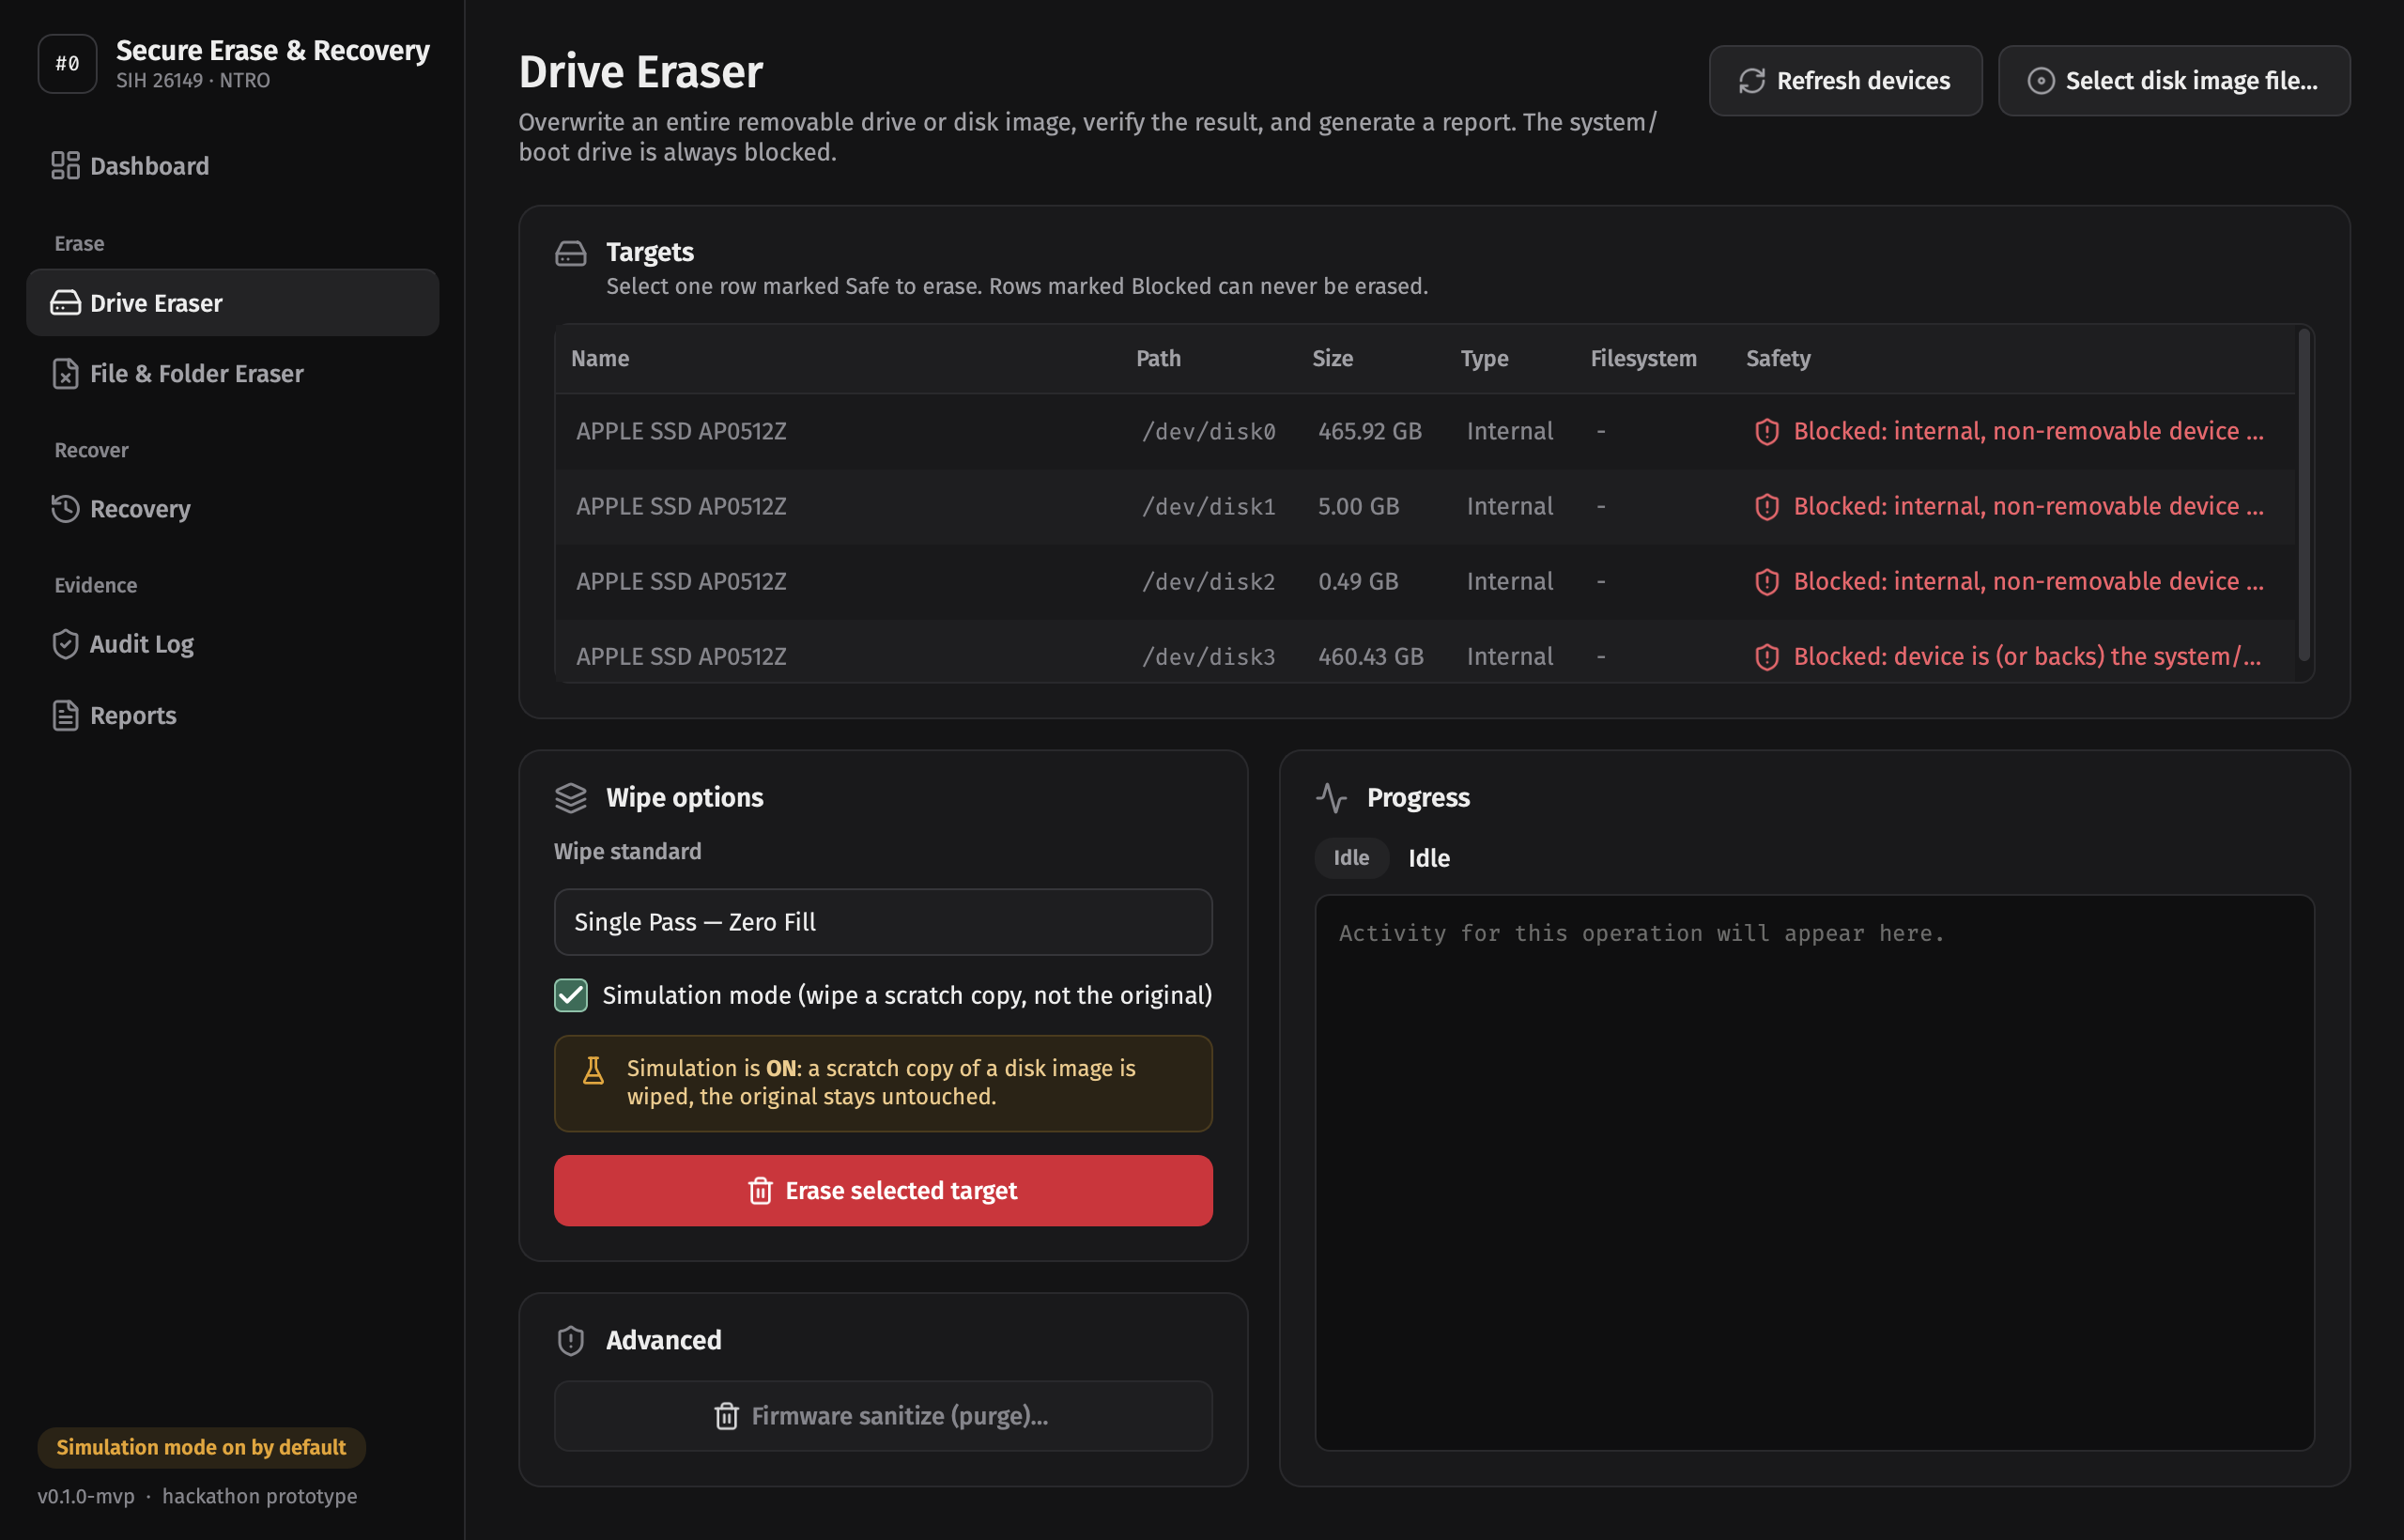 #0
Secure Erase & Recovery
SIH 26149 · NTRO
Dashboard
Erase
Drive Eraser
File & Folder Eraser
Recover
Recovery
Evidence
Audit Log
Reports
Simulation mode on by default
v0.1.0-mvp · hackathon prototype
Drive Eraser
Overwrite an entire removable drive or disk image, verify the result, and generate a report. The system/
boot drive is always blocked.
Refresh devices
Select disk image file...
Targets
Select one row marked Safe to erase. Rows marked Blocked can never be erased.
Name Path Size Type Filesystem Safety
APPLE SSD AP0512Z /dev/disk0 465.92 GB Internal - Blocked: internal, non-removable device ...
APPLE SSD AP0512Z /dev/disk1 5.00 GB Internal - Blocked: internal, non-removable device ...
APPLE SSD AP0512Z /dev/disk2 0.49 GB Internal - Blocked: internal, non-removable device ...
APPLE SSD AP0512Z /dev/disk3 460.43 GB Internal - Blocked: device is (or backs) the system/...
Wipe options
Wipe standard
Single Pass — Zero Fill
Simulation mode (wipe a scratch copy, not the original)
Simulation is ON: a scratch copy of a disk image is
wiped, the original stays untouched.
Erase selected target
Advanced
Firmware sanitize (purge)...
Progress
Idle Idle
Activity for this operation will appear here.